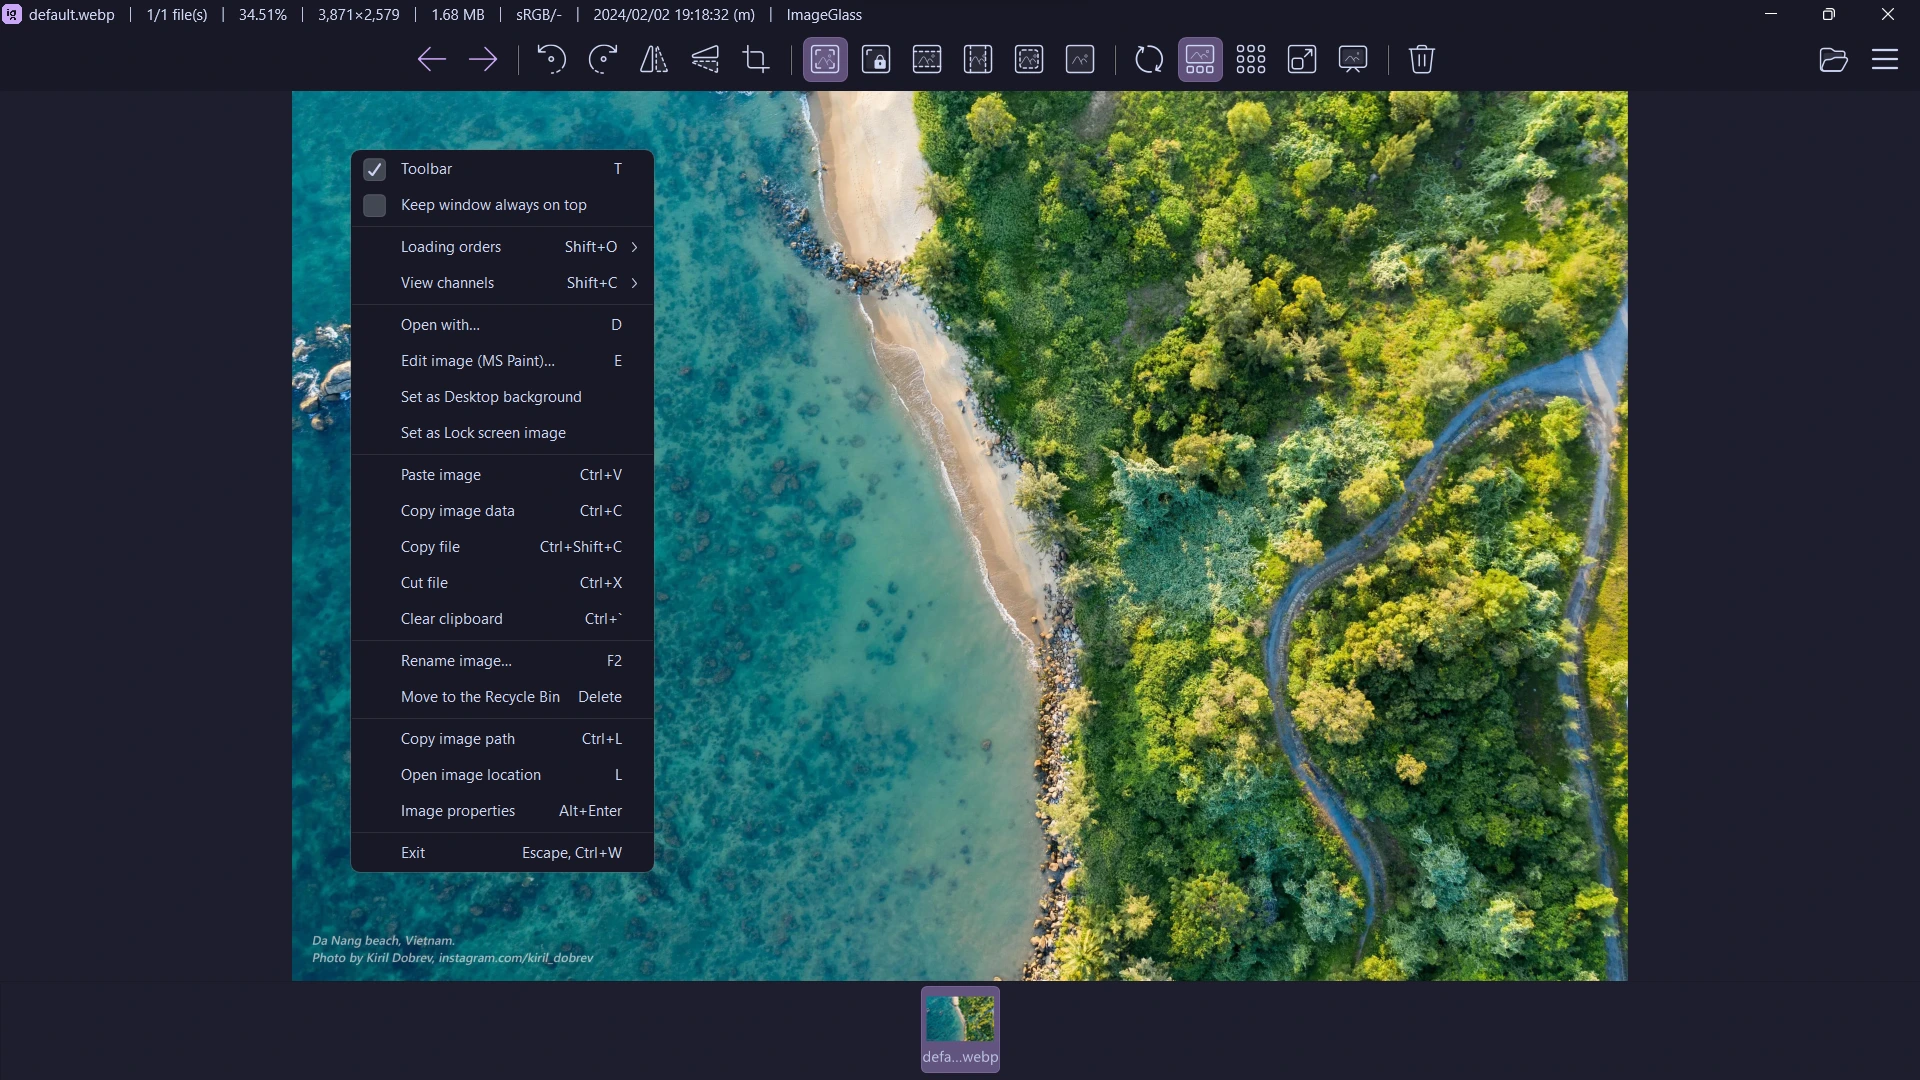 default.webp | 1/1 file(s) | 34.51% | 3,871×2,579 | 1.68 MB | sRGB/- | 2024/02/02 19:18:32 (m) | ImageGlass
Toolbar T
Keep window always on top
Loading orders Shift+O
View channels Shift+C
Open with... D
Edit image (MS Paint)... E
Set as Desktop background
Set as Lock screen image
Paste image Ctrl+V
Copy image data Ctrl+C
Copy file Ctrl+Shift+C
Cut file Ctrl+X
Clear clipboard Ctrl+`
Rename image... F2
Move to the Recycle Bin Delete
Copy image path Ctrl+L
Open image location L
Image properties Alt+Enter
Exit Escape, Ctrl+W
Da Nang beach, Vietnam.
Photo by Kiril Dobrev, instagram.com/kiril_dobrev
defa...webp